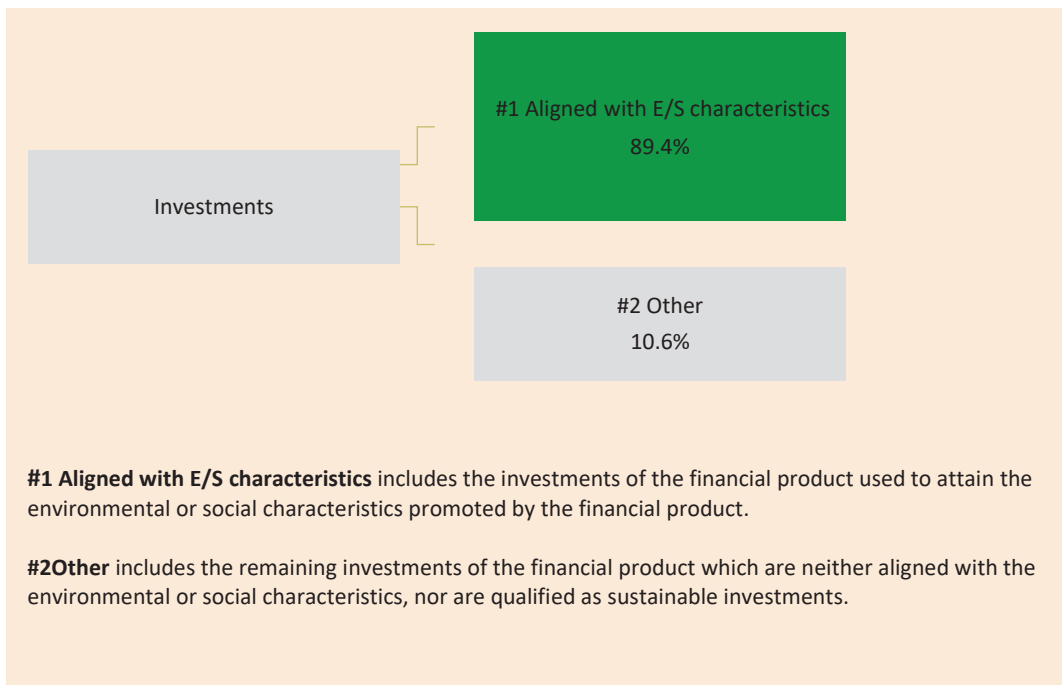 #1 Aligned with E/S characteristics
89.4%
Investments
#2 Other
10.6%
#1 Aligned with E/S characteristics includes the investments of the financial product used to attain the
environmental or social characteristics promoted by the financial product.
#2Other includes the remaining investments of the financial product which are neither aligned with the
environmental or social characteristics, nor are qualified as sustainable investments.